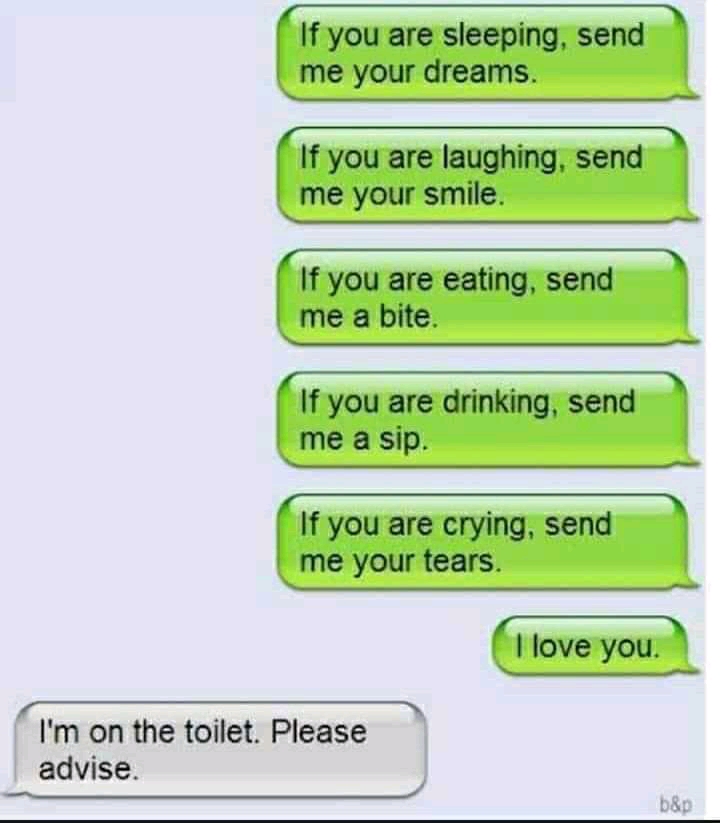 If you are sleeping, send
me your dreams.
If you are laughing, send
me your smile.
If you are eating, send
me a bite.
If you are drinking, send
me a sip.
If you are crying, send
me your tears.
I love you.
I'm on the toilet. Please
advise.
b&p